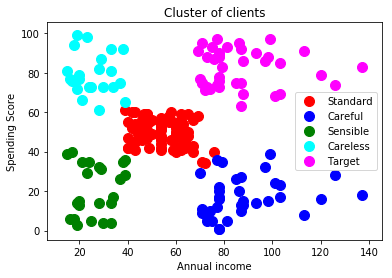 Cluster of clients
100
80
60
40
20
0
Spending Score
Standard
Careful
Sensible
Careless
Target
20 40 60 80 100 120 140
Annual income